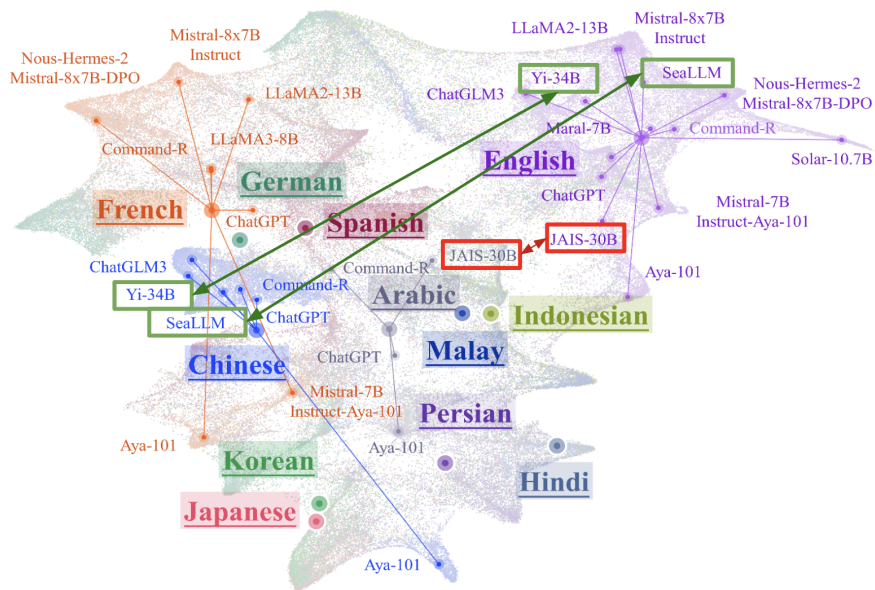 LLaMA2-13B
Mistral-8x7B
Instruct
Mistral-8x7B
Instruct
Nous-Hermes-2
Mistral-8x7B-DPO
Yi-34B
SeaLLM
ChatGLM3
Nous-Hermes-2
Mistral-8x7B-DPO
LLaMA2-13B
Maral-7B
Command-R
LLaMA3-8B
Command-R
English
Solar-10.7B
German
ChatGPT
French
ChatGPT
Spanish
Mistral-7B
Instruct-Aya-101
JAIS-30B
JAIS-30B
ChatGLM3
Command-R
Aya-101
Yi-34B
Command-R
Arabic
SeaLLM
ChatGPT
Indonesian
Malay
ChatGPT
Chinese
Mistral-7B
Instruct-Aya-101
Persian
Aya-101
Aya-101
Korean
Hindi
Japanese
Aya-101